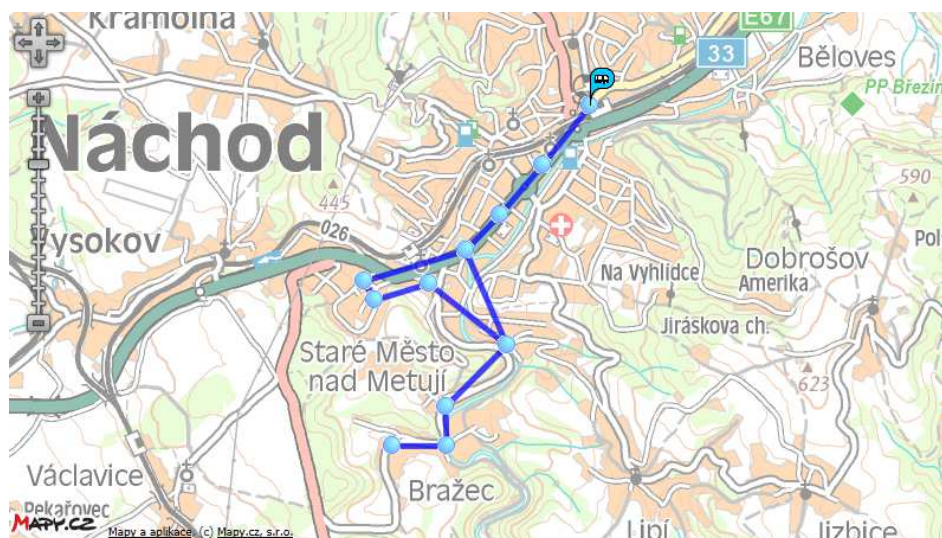 Kramolna
E67
33
Běloves
PP Březin
Náchod
445
590
Vysokov
026
Na Vyhlídce
Dobrošov
Pol
Amerika
Jiráskova ch.
Staré Město
nad Metují
623
Václavice
Bražec
Pekařovec
MAPY.CZ
Lipí
Jizbice
Mapy a aplikace, (c) Mapy.cz, s.r.o.